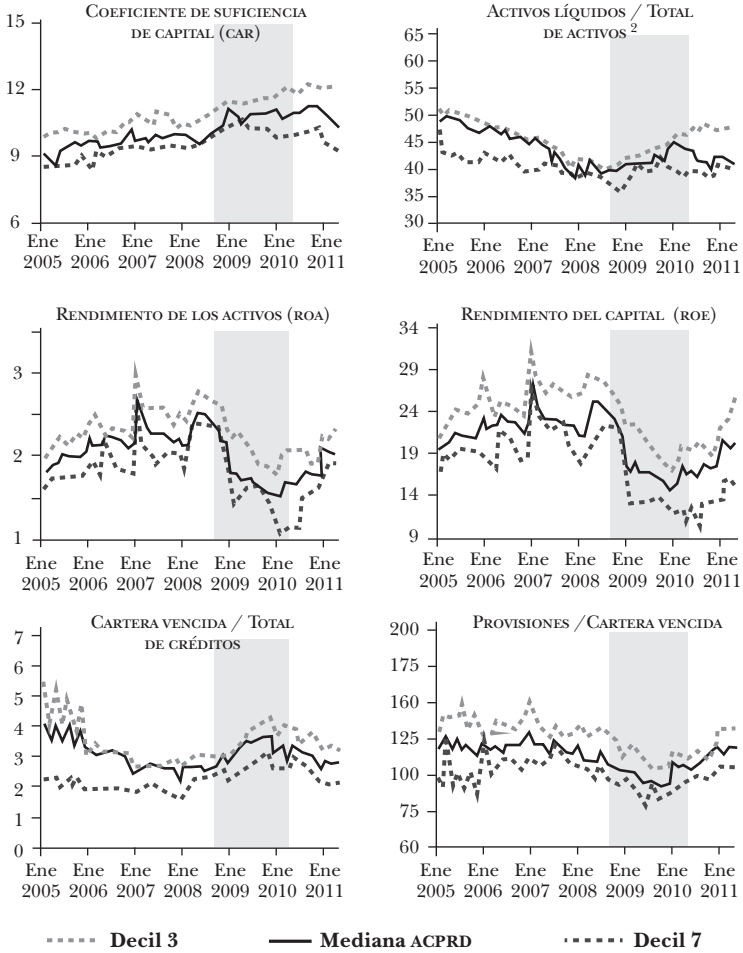 COEFICIENTE DE SUFICIENCIA
DE CAPITAL (CAR)
15
12
9
6
Ene Ene Ene Ene Ene Ene Ene
2005 2006 2007 2008 2009 2010 2011
ACTIVOS LÍQUIDOS / TOTAL
DE ACTIVOS 2
65
55
50
45
40
35
30
Ene Ene Ene Ene Ene Ene Ene
2005 2006 2007 2008 2009 2010 2011
RENDIMIENTO DE LOS ACTIVOS (ROA)
3
2
1
Ene Ene Ene Ene Ene Ene Ene
2005 2006 2007 2008 2009 2010 2011
RENDIMIENTO DEL CAPITAL (ROE)
34
29
24
19
14
9
Ene Ene Ene Ene Ene Ene Ene
2005 2006 2007 2008 2009 2010 2011
CARTERA VENCIDA / TOTAL
DE CRÉDITOS
7
6
5
4
3
2
1
0
Ene Ene Ene Ene Ene Ene Ene
2005 2006 2007 2008 2009 2010 2011
PROVISIONES /CARTERA VENCIDA
200
175
160
125
100
75
60
Ene Ene Ene Ene Ene Ene Ene
2005 2006 2007 2008 2009 2010 2011
Decil 3 Mediana ACPRD Decil 7